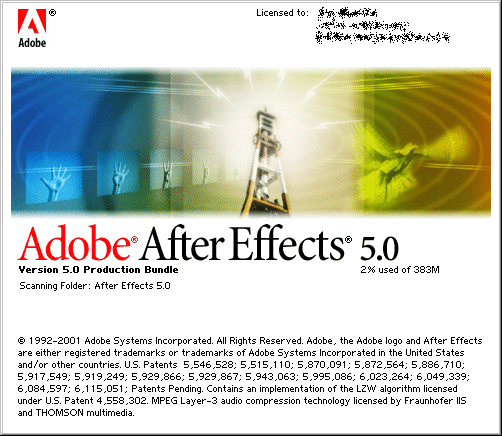 Adobe®
Licensed to:
Adobe® After Effects® 5.0
Version 5.0 Production Bundle
2% used of 383M
Scanning Folder: After Effects 5.0
© 1992-2001 Adobe Systems Incorporated. All Rights Reserved. Adobe, the Adobe logo and After Effects
are either registered trademarks or trademarks of Adobe Systems Incorporated in the United States
and/or other countries. U.S. Patents 5,546,528; 5,515,110; 5,870,091; 5,872,564; 5,886,710;
5,917,549; 5,919,249; 5,929,866; 5,929,867; 5,943,063; 5,995,086; 6,023,264; 6,049,339;
6,084,597; 6,115,051; Patents Pending. Contains an implementation of the LZW algorithm licensed
under U.S. Patent 4,558,302. MPEG Layer-3 audio compression technology licensed by Fraunhofer IIS
and THOMSON multimedia.